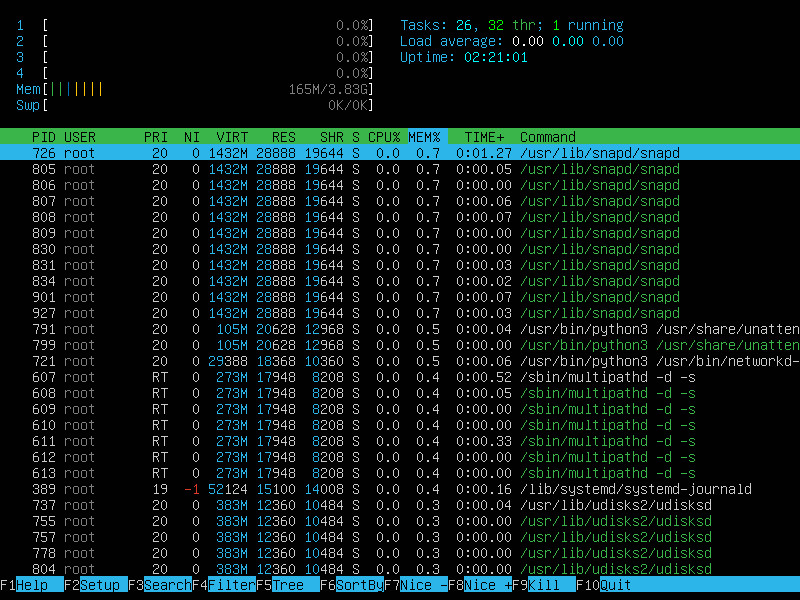 1 [ 0.0%] Tasks: 26, 32 thr; 1 running
2 [ 0.0%] Load average: 0.00 0.00 0.00
3 [ 0.0%] Uptime: 02:21:01
4 [ 0.0%]
Mem[||||||| 165M/3.83G]
Swp[ 0K/0K]
PID USER PRI NI VIRT RES SHR S CPU% MEM% TIME+ Command
726 root 20 0 1432M 28888 19644 S 0.0 0.7 0:01.27 /usr/lib/snapd/snapd
805 root 20 0 1432M 28888 19644 S 0.0 0.7 0:00.05 /usr/lib/snapd/snapd
806 root 20 0 1432M 28888 19644 S 0.0 0.7 0:00.00 /usr/lib/snapd/snapd
807 root 20 0 1432M 28888 19644 S 0.0 0.7 0:00.06 /usr/lib/snapd/snapd
808 root 20 0 1432M 28888 19644 S 0.0 0.7 0:00.07 /usr/lib/snapd/snapd
809 root 20 0 1432M 28888 19644 S 0.0 0.7 0:00.00 /usr/lib/snapd/snapd
830 root 20 0 1432M 28888 19644 S 0.0 0.7 0:00.00 /usr/lib/snapd/snapd
831 root 20 0 1432M 28888 19644 S 0.0 0.7 0:00.03 /usr/lib/snapd/snapd
834 root 20 0 1432M 28888 19644 S 0.0 0.7 0:00.02 /usr/lib/snapd/snapd
901 root 20 0 1432M 28888 19644 S 0.0 0.7 0:00.07 /usr/lib/snapd/snapd
927 root 20 0 1432M 28888 19644 S 0.0 0.7 0:00.03 /usr/lib/snapd/snapd
791 root 20 0 105M 20628 12968 S 0.0 0.5 0:00.04 /usr/bin/python3 /usr/share/unatten
799 root 20 0 105M 20628 12968 S 0.0 0.5 0:00.00 /usr/bin/python3 /usr/share/unatten
721 root 20 0 29388 18368 10360 S 0.0 0.5 0:00.06 /usr/bin/python3 /usr/bin/networkd-
607 root RT 0 273M 17948 8208 S 0.0 0.4 0:00.52 /sbin/multipathd -d -s
608 root RT 0 273M 17948 8208 S 0.0 0.4 0:00.05 /sbin/multipathd -d -s
609 root RT 0 273M 17948 8208 S 0.0 0.4 0:00.00 /sbin/multipathd -d -s
610 root RT 0 273M 17948 8208 S 0.0 0.4 0:00.00 /sbin/multipathd -d -s
611 root RT 0 273M 17948 8208 S 0.0 0.4 0:00.33 /sbin/multipathd -d -s
612 root RT 0 273M 17948 8208 S 0.0 0.4 0:00.00 /sbin/multipathd -d -s
613 root RT 0 273M 17948 8208 S 0.0 0.4 0:00.00 /sbin/multipathd -d -s
389 root 19 -1 52124 15100 14008 S 0.0 0.4 0:00.16 /lib/systemd/systemd-journald
737 root 20 0 383M 12360 10484 S 0.0 0.3 0:00.04 /usr/lib/udisks2/udisksd
755 root 20 0 383M 12360 10484 S 0.0 0.3 0:00.00 /usr/lib/udisks2/udisksd
757 root 20 0 383M 12360 10484 S 0.0 0.3 0:00.00 /usr/lib/udisks2/udisksd
778 root 20 0 383M 12360 10484 S 0.0 0.3 0:00.00 /usr/lib/udisks2/udisksd
804 root 20 0 383M 12360 10484 S 0.0 0.3 0:00.00 /usr/lib/udisks2/udisksd
F1Help F2Setup F3SearchF4FilterF5Tree F6SortByF7Nice -F8Nice +F9Kill F10Quit